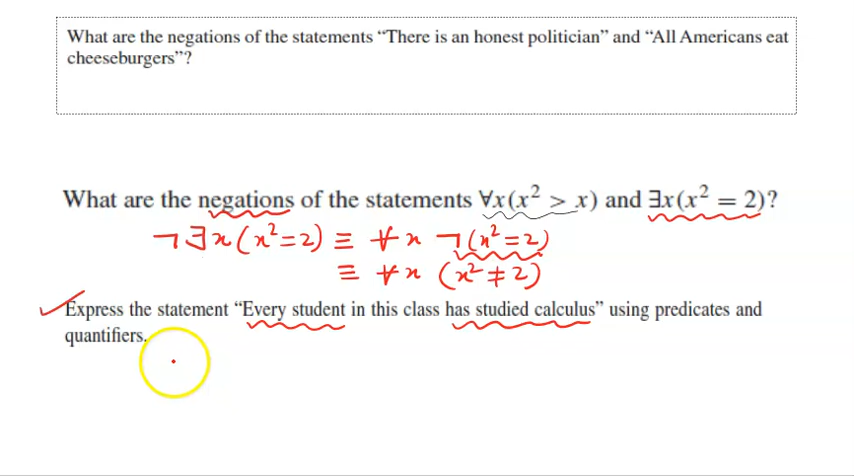 What are the negations of the statements “There is an honest politician” and “All Americans eat
cheeseburgers”?
What are the negations of the statements ∀x(x² > x) and ∃x(x² = 2)?
¬∃x(x²=2) ≡ ∀x ¬(x²=2)
≡ ∀x (x²≠2)
Express the statement “Every student in this class has studied calculus” using predicates and
quantifiers.